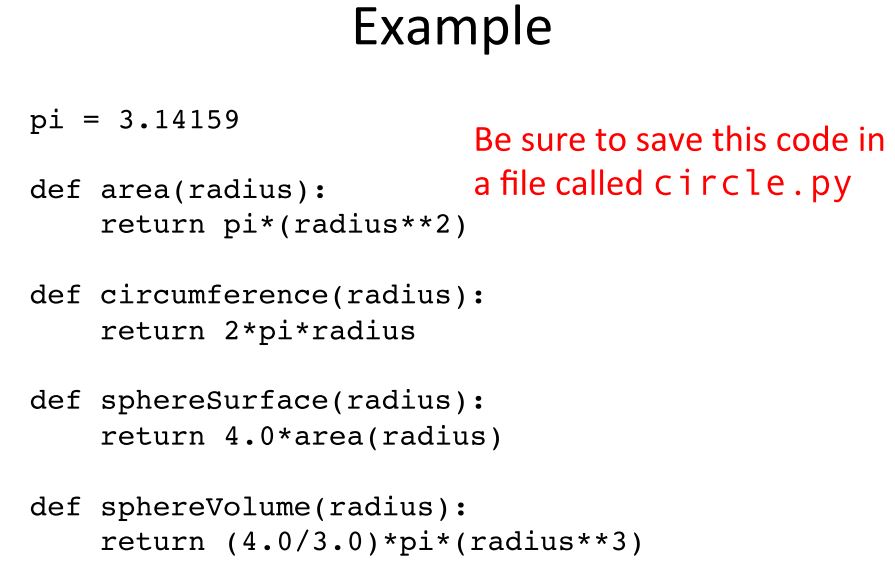 Example
pi = 3.14159
Be sure to save this code in
a file called circle.py
def area(radius):
    return pi*(radius**2)
def circumference(radius):
    return 2*pi*radius
def sphereSurface(radius):
    return 4.0*area(radius)
def sphereVolume(radius):
    return (4.0/3.0)*pi*(radius**3)